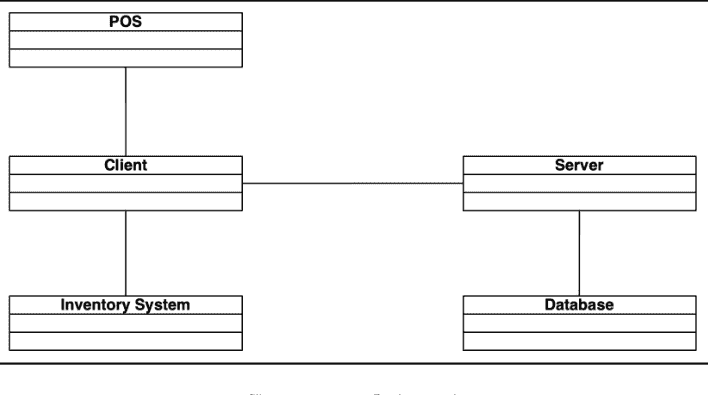 POS
Client
Server
Inventory System
Database